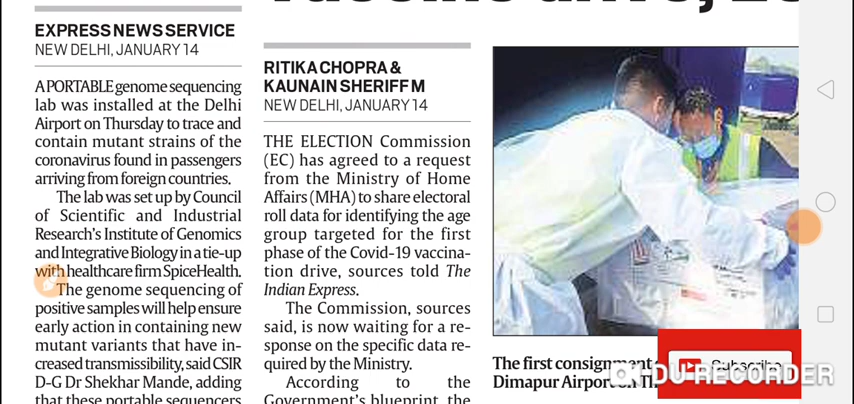 EXPRESS NEWS SERVICE
NEW DELHI, JANUARY 14
A PORTABLE genome sequencing
lab was installed at the Delhi
Airport on Thursday to trace and
contain mutant strains of the
coronavirus found in passengers
arriving from foreign countries.
The lab was set up by Council
of Scientific and Industrial
Research's Institute of Genomics
and Integrative Biology in a tie-up
with healthcare firm SpiceHealth.
The genome sequencing of
positive samples will help ensure
early action in containing new
mutant variants that have in-
creased transmissibility, said CSIR
D-G Dr Shekhar Mande, adding
that these portable sequencers
RITIKA CHOPRA &
KAUNAIN SHERIFF M
NEW DELHI, JANUARY 14
THE ELECTION Commission
(EC) has agreed to a request
from the Ministry of Home
Affairs (MHA) to share electoral
roll data for identifying the age
group targeted for the first
phase of the Covid-19 vaccina-
tion drive, sources told The
Indian Express.
The Commission, sources
said, is now waiting for a re-
sponse on the specific data re-
quired by the Ministry.
According to the
Government's blueprint, the
The first consignment
Dimapur Airport on
Subscribe
DU RECORDER